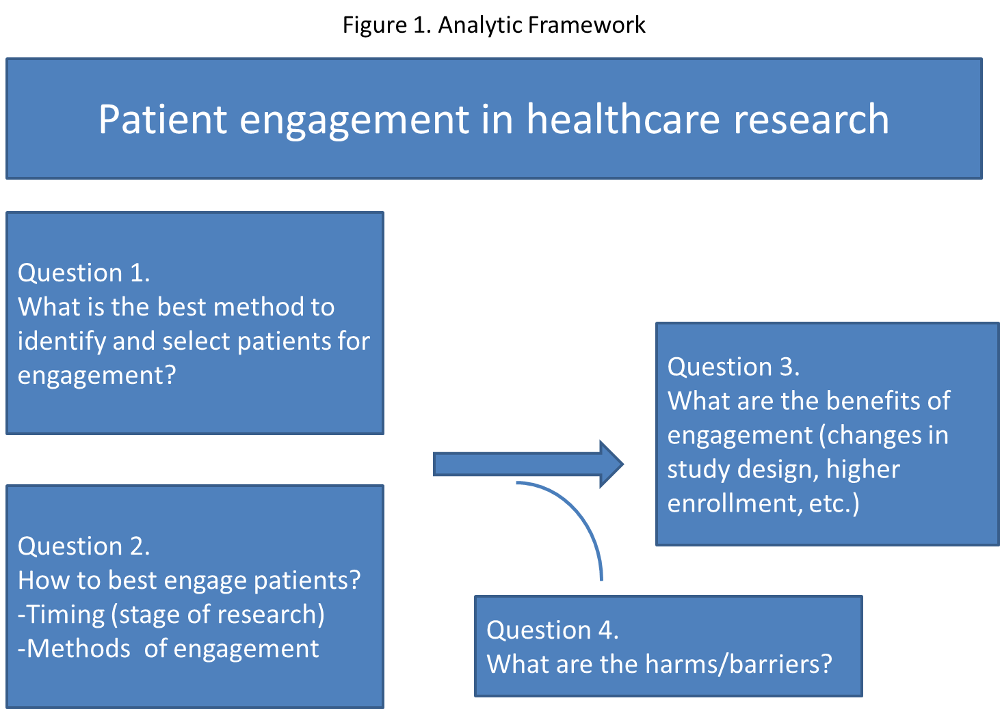 Figure 1. Analytic Framework
Patient engagement in healthcare research
Question 1.
What is the best method to
identify and select patients for
engagement?
Question 2.
How to best engage patients?
-Timing (stage of research)
-Methods  of engagement
Question 3.
What are the benefits of
engagement (changes in
study design, higher
enrollment, etc.)
Question 4.
What are the harms/barriers?